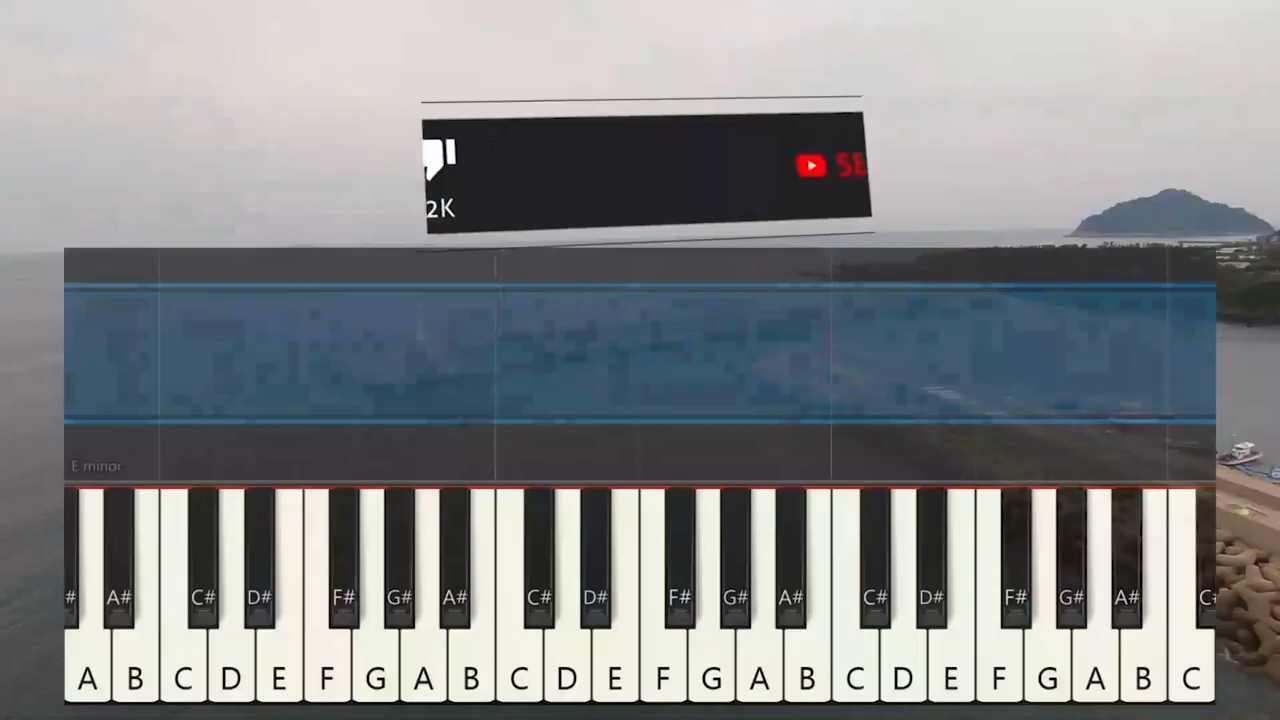 2K
E minor
# A# C# D# F# G# A# C# D# F# G# A# C# D# F# G# A# C#
A B C D E F G A B C D E F G A B C D E F G A B C